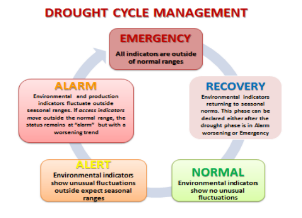 DROUGHT CYCLE MANAGEMENT
EMERGENCY
All indicators are outside
of normal ranges
ALARM
Environmental and production
indicators fluctuate outside
seasonal ranges. If access indicators
move outside the normal range, the
status remains at "alarm" but with a
worsening trend
RECOVERY
Environmental indicators
returning to seasonal
norms. This phase can be
declared either after the
drought phase is in Alarm
worsening or Emergency
ALERT
Environmental indicators
show unusual fluctuations
outside expect seasonal
ranges
NORMAL
Environmental indicators
show no unusual
fluctuations